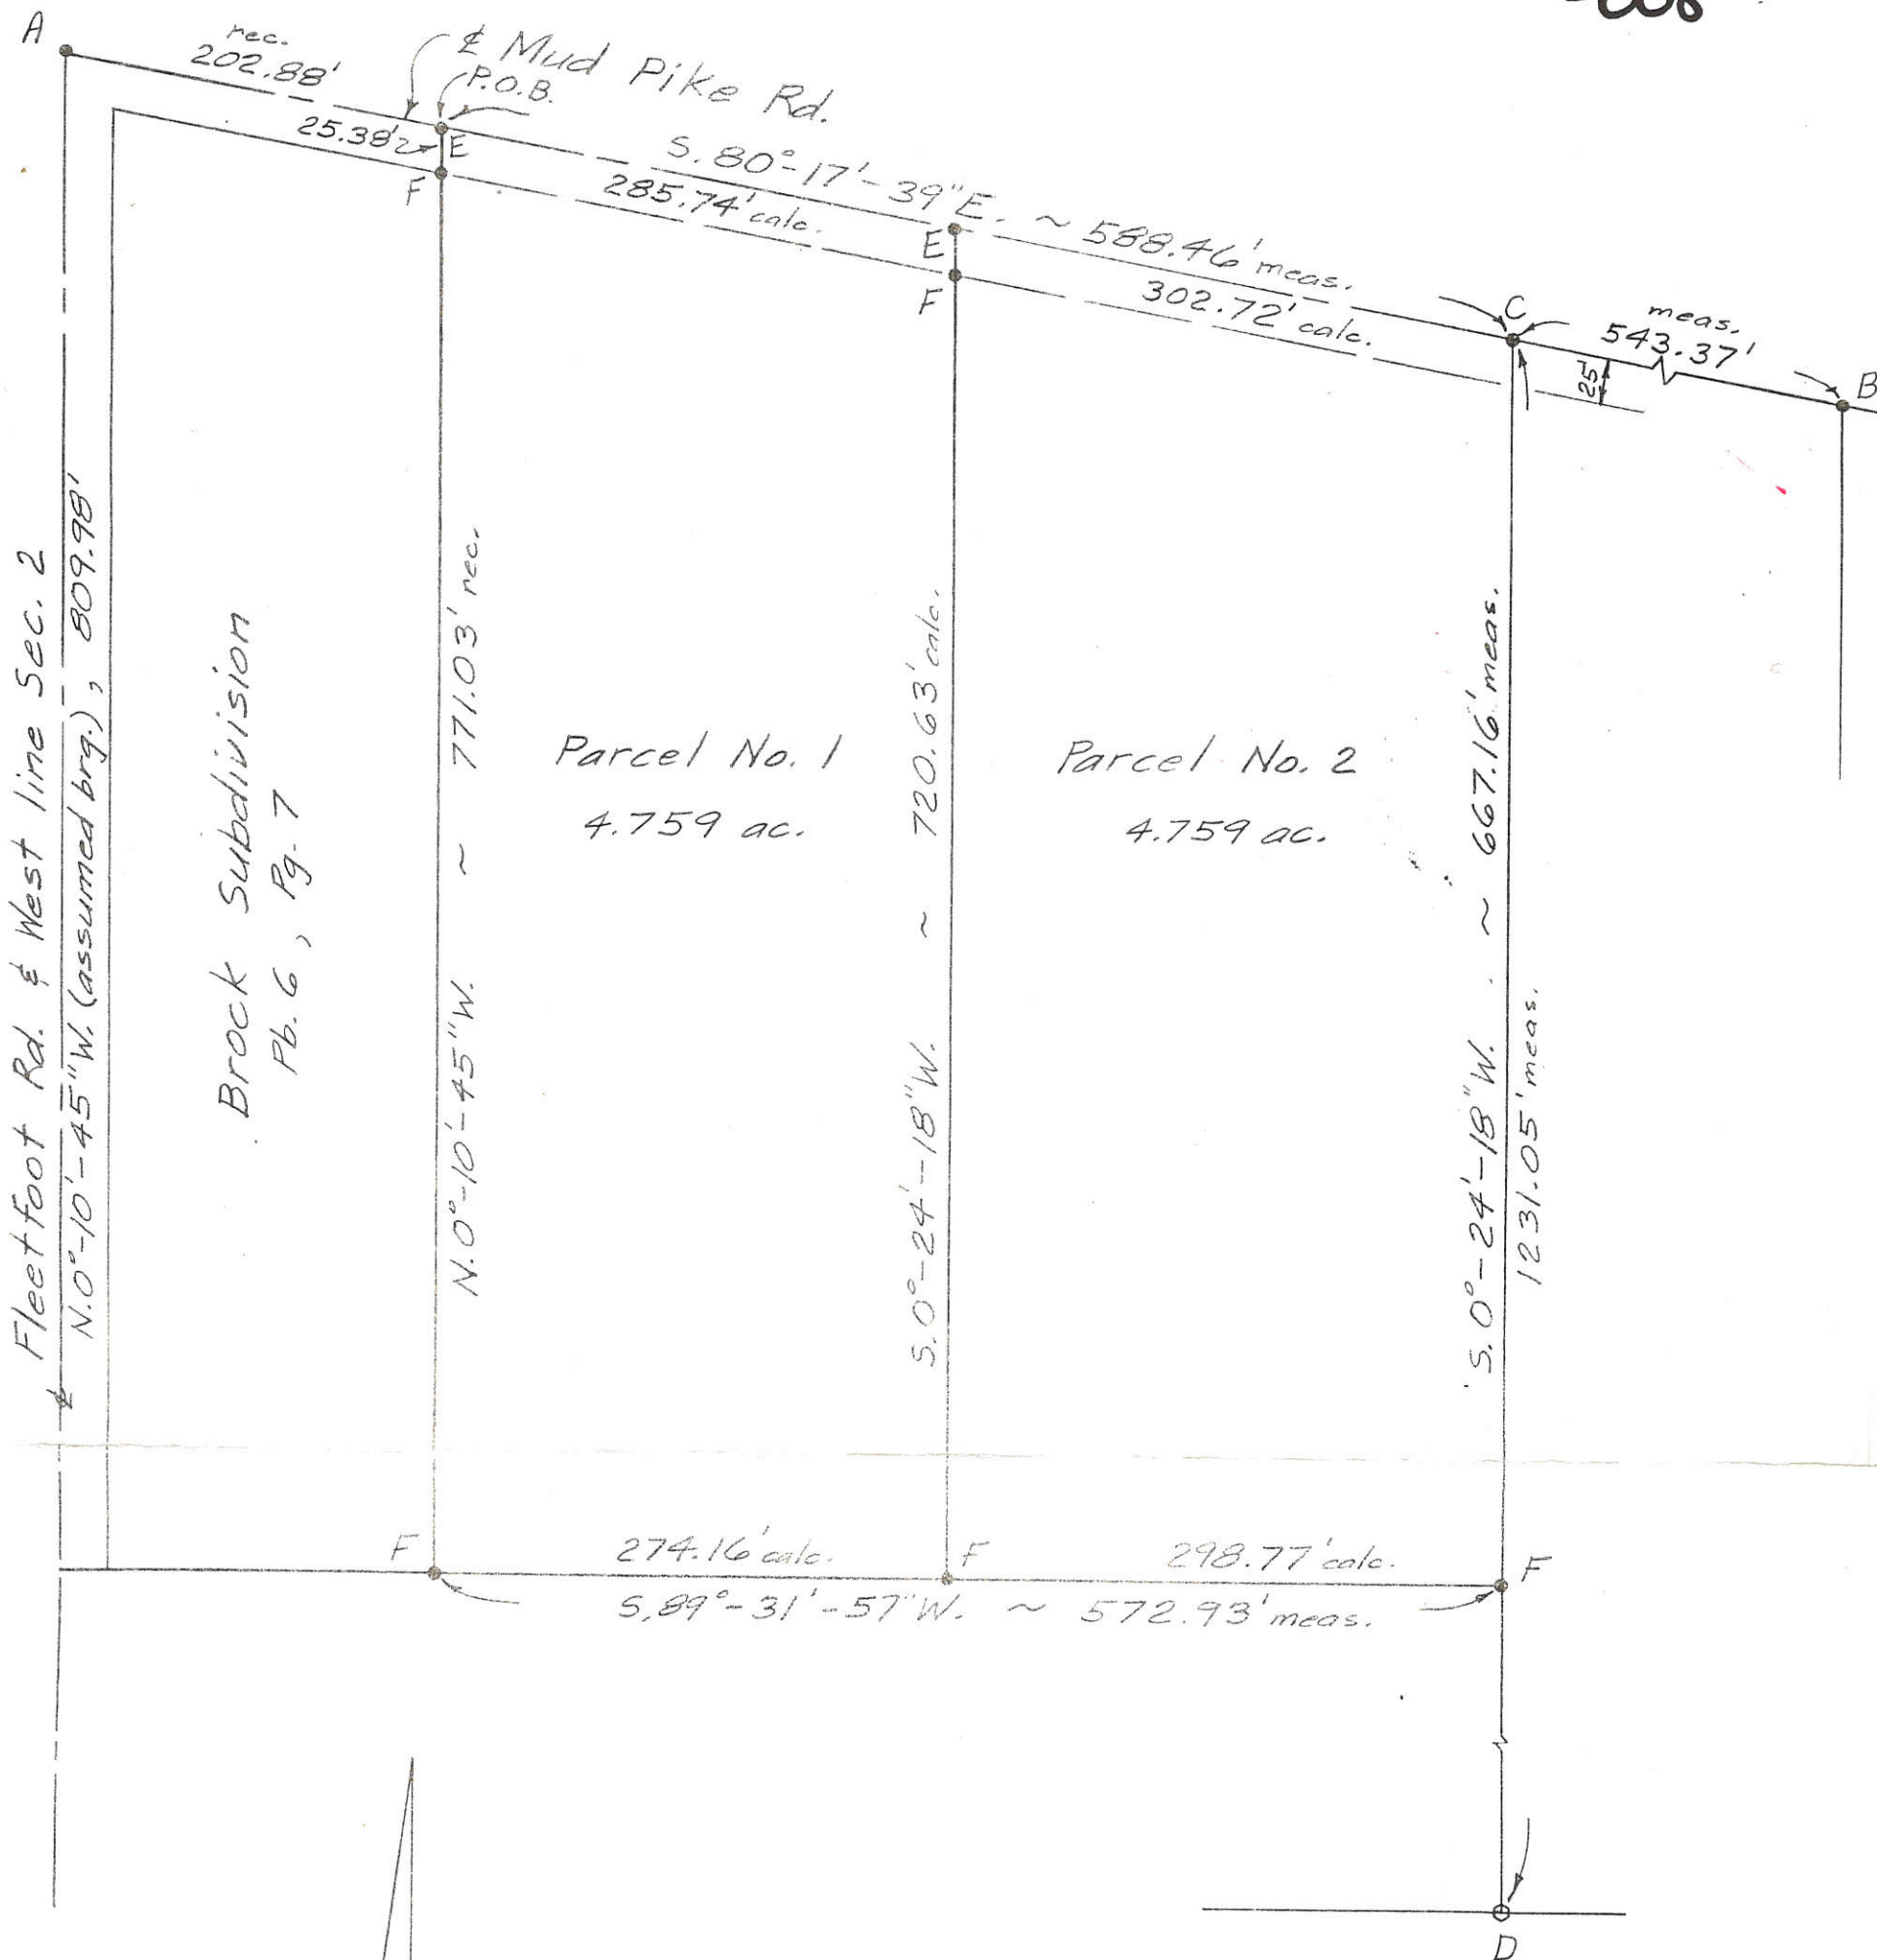 A
rec.
202.88'
℄ Mud Pike Rd.
P.O.B.
25.38'
E
F
S. 80°-17'-39"E. ~ 588.46' meas.
285.74' calc.
E
F
302.72' calc.
C
meas.
543.37'
25'
B
Fleetfoot Rd. & West line Sec. 2
N.0°-10'-45"W. (assumed brg.), 809.98'
Brock Subdivision
Pb. 6, Pg. 7
N.0°-10'-45"W. ~ 771.03' rec.
Parcel No. 1
4.759 ac.
S.0°-24'-18"W. ~ 720.63' calc.
Parcel No. 2
4.759 ac.
S.0°-24'-18"W. ~ 667.16' meas.
1231.05' meas.
℄
F
274.16' calc.
F
298.77' calc.
F
S.89°-31'-57"W. ~ 572.93' meas.
D